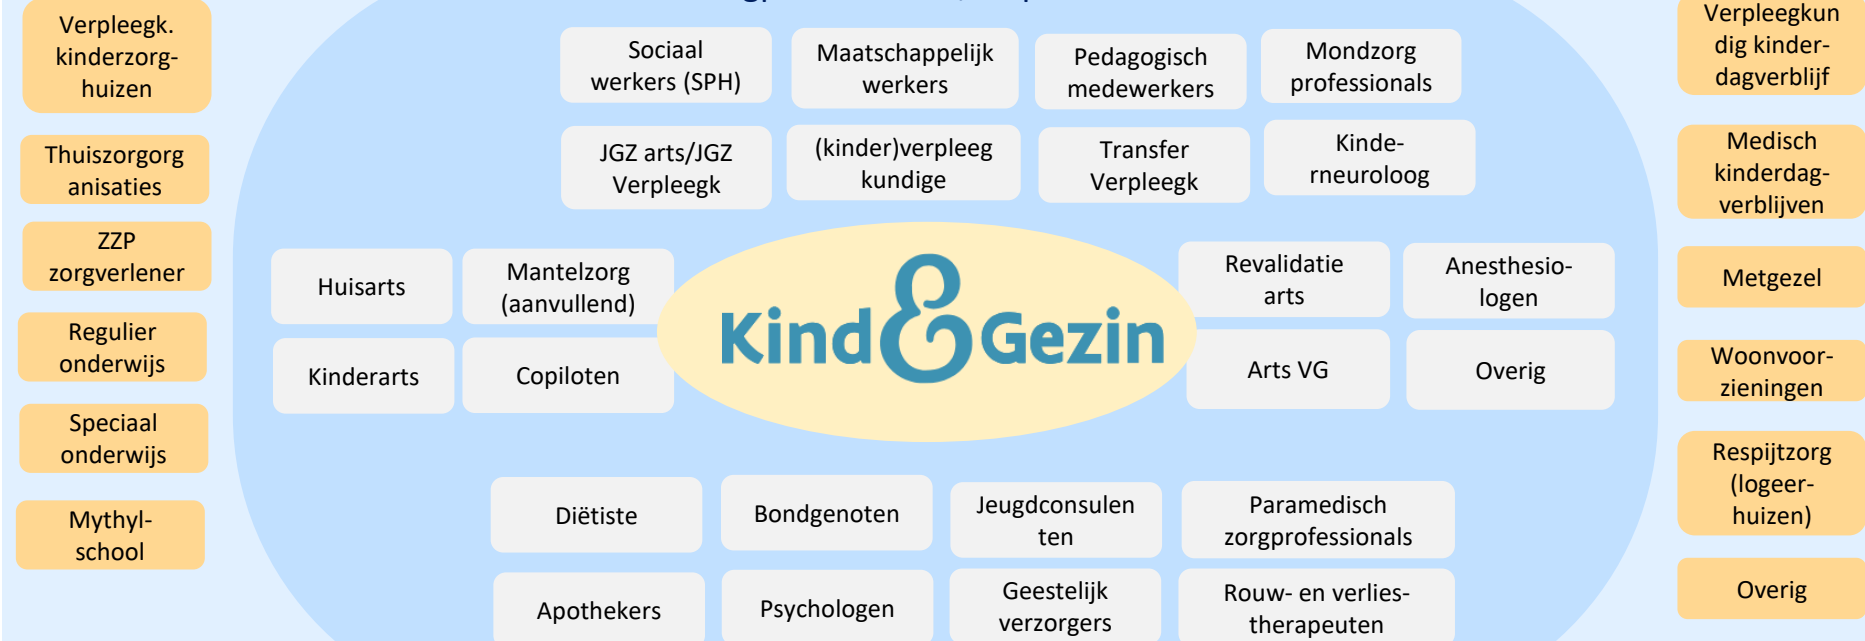 Verpleegk.
kinderzorg-
huizen
Thuiszorgorg
anisaties
ZZP
zorgverlener
Regulier
onderwijs
Speciaal
onderwijs
Mythyl-
school
Sociaal
werkers (SPH)
Maatschappelijk
werkers
Pedagogisch
medewerkers
Mondzorg
professionals
JGZ arts/JGZ
Verpleegk
(kinder)verpleeg
kundige
Transfer
Verpleegk
Kinde-
rneuroloog
Huisarts
Mantelzorg
(aanvullend)
Kinderarts
Copiloten
Kind&Gezin
Revalidatie
arts
Anesthesio-
logen
Arts VG
Overig
Diëtiste
Bondgenoten
Jeugdconsulen
ten
Paramedisch
zorgprofessionals
Apothekers
Psychologen
Geestelijk
verzorgers
Rouw- en verlies-
therapeuten
Verpleegkun
dig kinder-
dagverblijf
Medisch
kinderdag-
verblijven
Metgezel
Woonvoor-
zieningen
Respijtzorg
(logeer-
huizen)
Overig